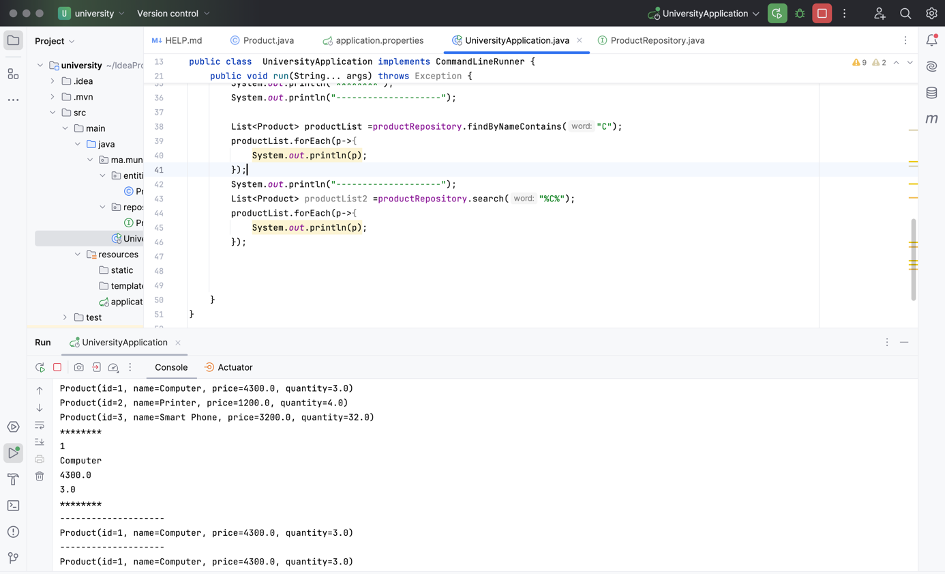 U university Version control UniversityApplication
Project
HELP.md Product.java application.properties UniversityApplication.java ProductRepository.java
university ~/IdeaPro
.idea
.mvn
src
main
java
ma.mun
entiti
Pr
repos
Pr
Unive
resources
static
template
applicat
test
13 public class UniversityApplication implements CommandLineRunner {
21 public void run(String... args) throws Exception {
9 2
35 System.out.println("********");
36 System.out.println("--------------------");
37
38 List<Product> productList =productRepository.findByNameContains( word: "C");
39 productList.forEach(p->{
40 System.out.println(p);
41 });
42 System.out.println("--------------------");
43 List<Product> productList2 =productRepository.search( word: "%C%");
44 productList.forEach(p->{
45 System.out.println(p);
46 });
47
48
49
50 }
51 }
Run UniversityApplication
Console Actuator
Product(id=1, name=Computer, price=4300.0, quantity=3.0)
Product(id=2, name=Printer, price=1200.0, quantity=4.0)
Product(id=3, name=Smart Phone, price=3200.0, quantity=32.0)
********
1
Computer
4300.0
3.0
********
--------------------
Product(id=1, name=Computer, price=4300.0, quantity=3.0)
--------------------
Product(id=1, name=Computer, price=4300.0, quantity=3.0)